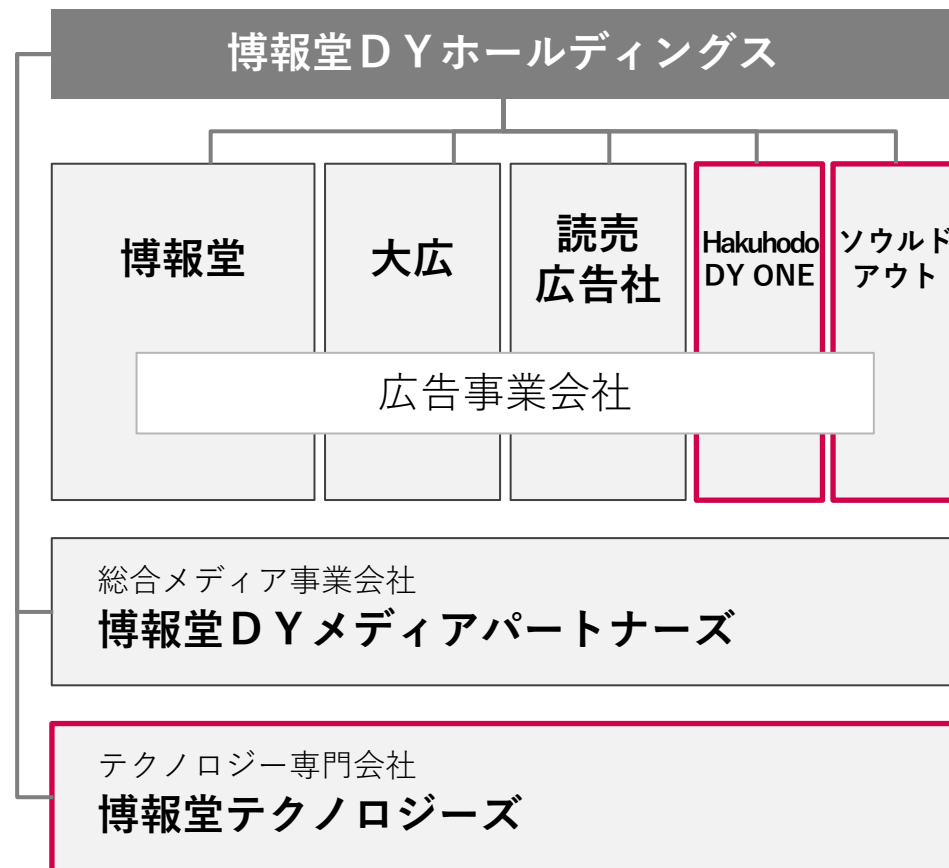 博報堂ＤＹホールディングス
博報堂
大広
読売
広告社
Hakuhodo
DY ONE
ソウルド
アウト
広告事業会社
総合メディア事業会社
博報堂ＤＹメディアパートナーズ
テクノロジー専門会社
博報堂テクノロジーズ